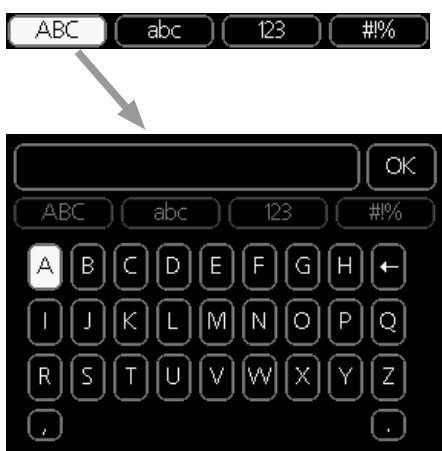 ABC abc 123 #!%
OK
ABC abc 123 #!%
A B C D E F G H ←
I J K L M N O P Q
R S T U V W X Y Z
, .